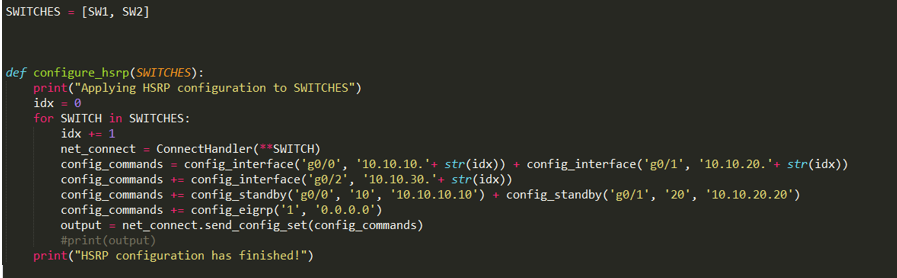 SWITCHES = [SW1, SW2]
def configure_hsrp(SWITCHES):
    print("Applying HSRP configuration to SWITCHES")
    idx = 0
    for SWITCH in SWITCHES:
        idx += 1
        net_connect = ConnectHandler(**SWITCH)
        config_commands = config_interface('g0/0', '10.10.10.'+ str(idx)) + config_interface('g0/1', '10.10.20.'+ str(idx))
        config_commands += config_interface('g0/2', '10.10.30.'+ str(idx))
        config_commands += config_standby('g0/0', '10', '10.10.10.10') + config_standby('g0/1', '20', '10.10.20.20')
        config_commands += config_eigrp('1', '0.0.0.0')
        output = net_connect.send_config_set(config_commands)
        #print(output)
    print("HSRP configuration has finished!")